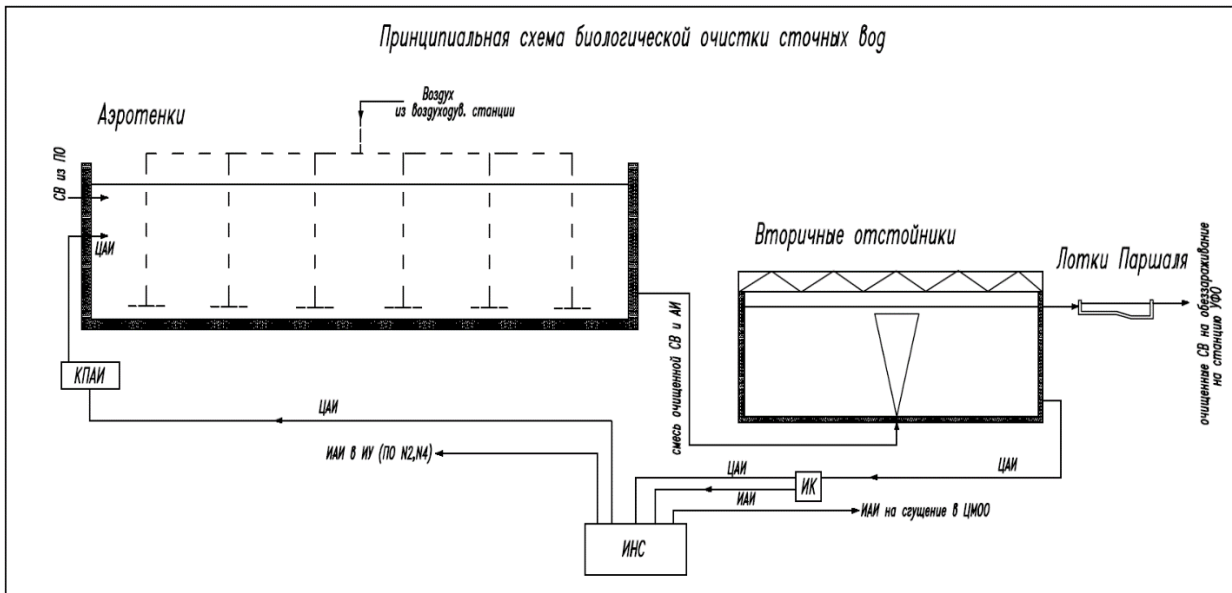 Принципиальная схема биологической очистки сточных вод
Воздух
из воздуходув. станции
Аэротенки
СВ из ПО
ЦАИ
КПАИ
ЦАИ
ИАИ в ИУ (ПО N2,N4)
смесь очищенной СВ и АИ
Вторичные отстойники
Лотки Паршаля
очищенные СВ на обеззараживание
на станцию УФО
ЦАИ
ЦАИ
ИК
ИАИ
ИАИ на сгущение в ЦМОО
ИНС